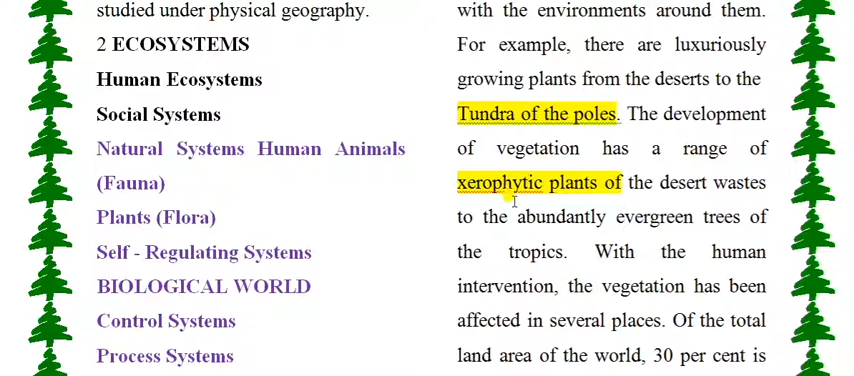 studied under physical geography.
2 ECOSYSTEMS
Human Ecosystems
Social Systems
Natural Systems Human Animals
(Fauna)
Plants (Flora)
Self - Regulating Systems
BIOLOGICAL WORLD
Control Systems
Process Systems
with the environments around them.
For example, there are luxuriously
growing plants from the deserts to the
Tundra of the poles. The development
of vegetation has a range of
xerophytic plants of the desert wastes
to the abundantly evergreen trees of
the tropics. With the human
intervention, the vegetation has been
affected in several places. Of the total
land area of the world, 30 per cent is